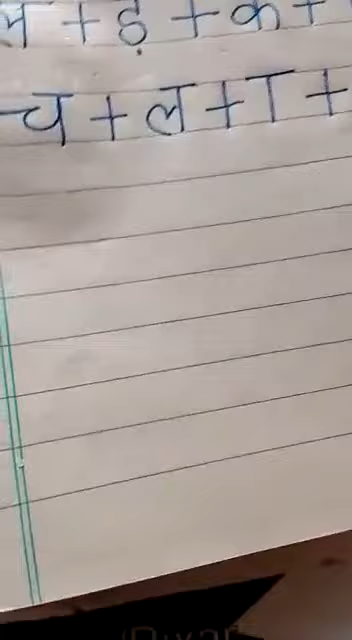 + ड़ + क +
च + ल + ा +